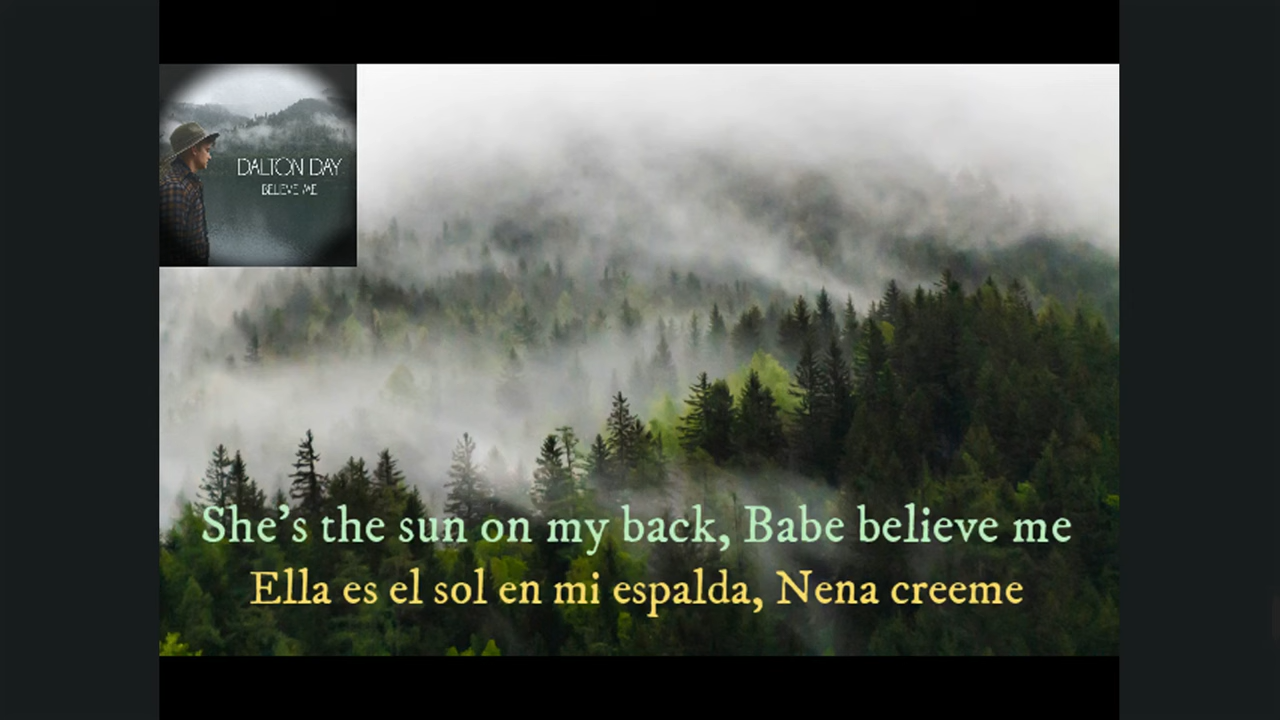 DALTON DAY
BELIEVE ME
She's the sun on my back, Babe believe me
Ella es el sol en mi espalda, Nena creeme